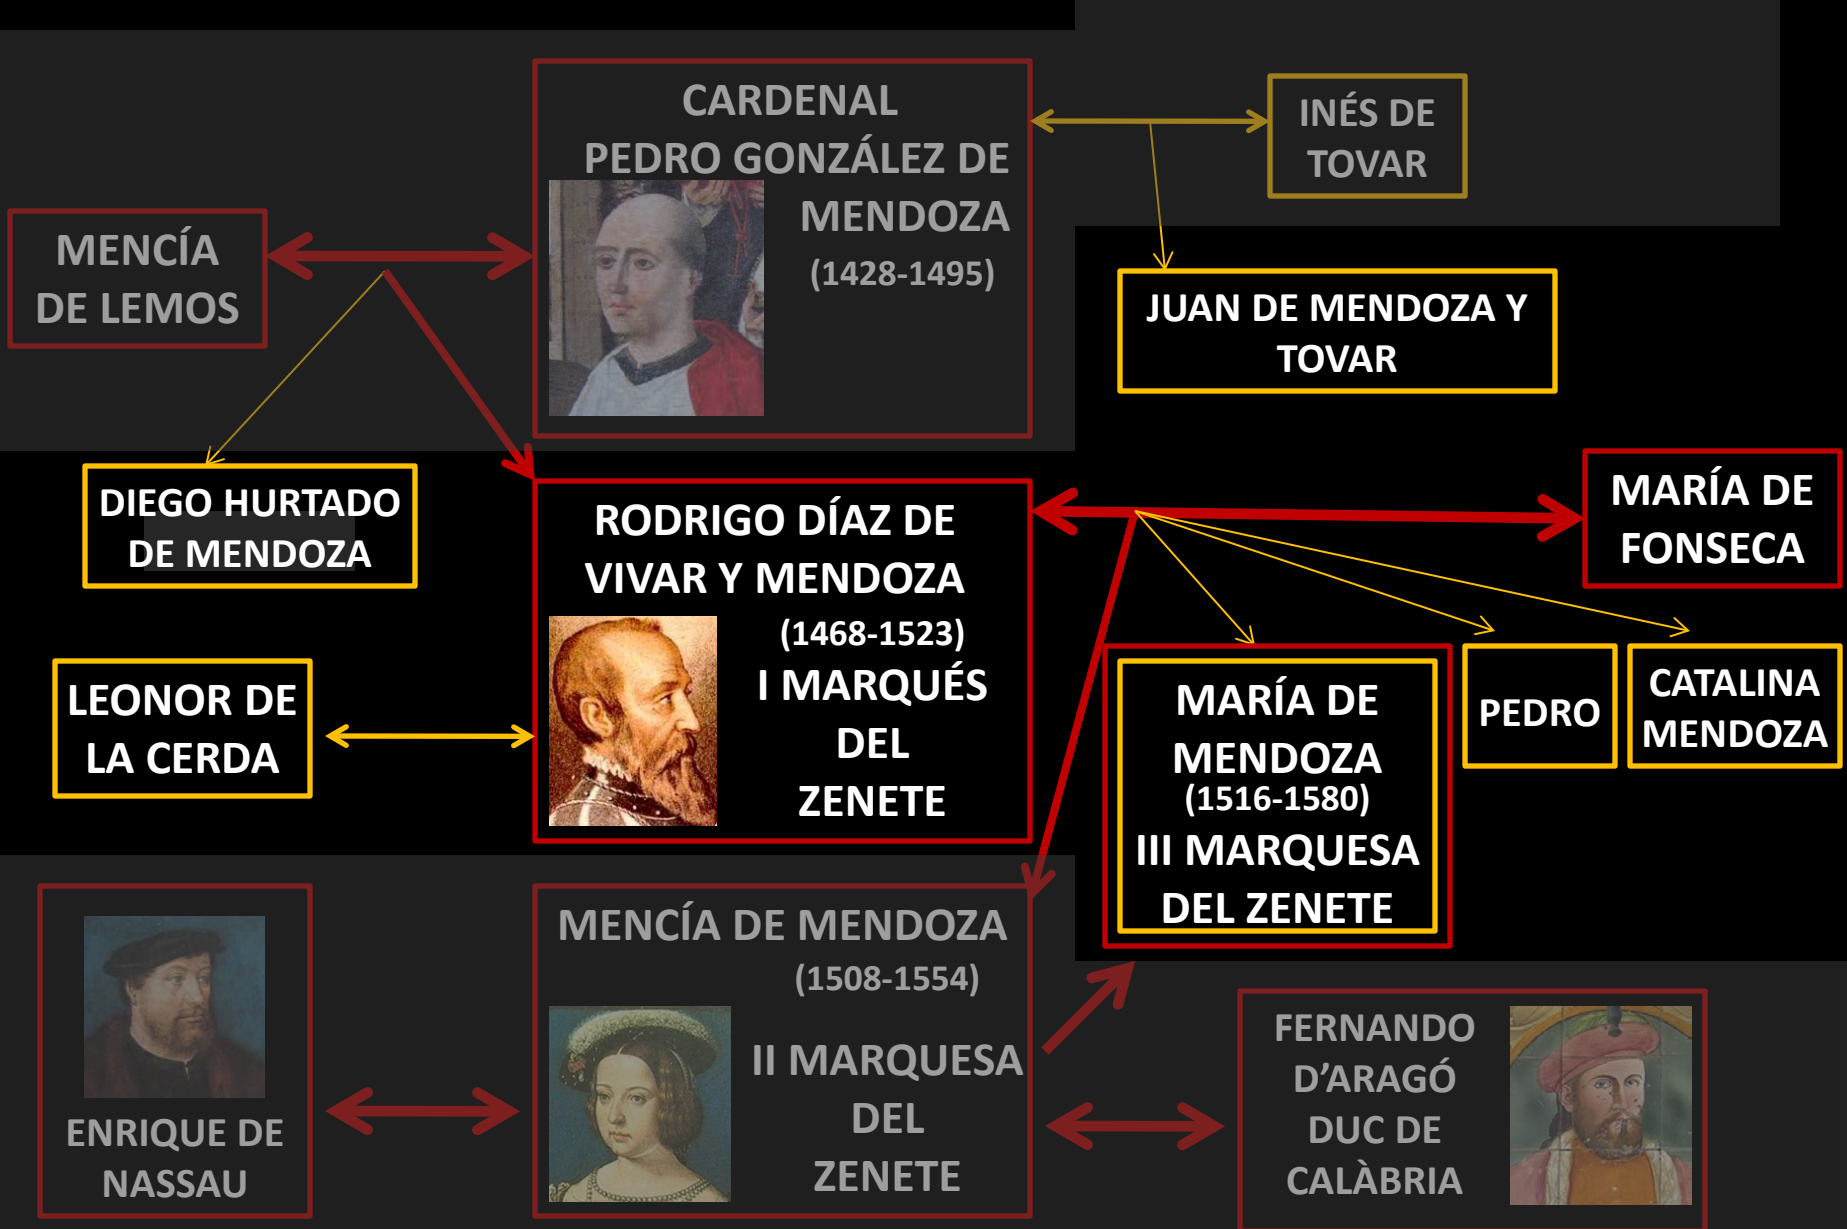 CARDENAL
PEDRO GONZÁLEZ DE
MENDOZA
(1428-1495)
INÉS DE
TOVAR
MENCÍA
DE LEMOS
JUAN DE MENDOZA Y
TOVAR
DIEGO HURTADO
DE MENDOZA
RODRIGO DÍAZ DE
VIVAR Y MENDOZA
(1468-1523)
I MARQUÉS
DEL
ZENETE
MARÍA DE
FONSECA
LEONOR DE
LA CERDA
MARÍA DE
MENDOZA
(1516-1580)
III MARQUESA
DEL ZENETE
PEDRO
CATALINA
MENDOZA
ENRIQUE DE
NASSAU
MENCÍA DE MENDOZA
(1508-1554)
II MARQUESA
DEL
ZENETE
FERNANDO
D'ARAGÓ
DUC DE
CALÀBRIA